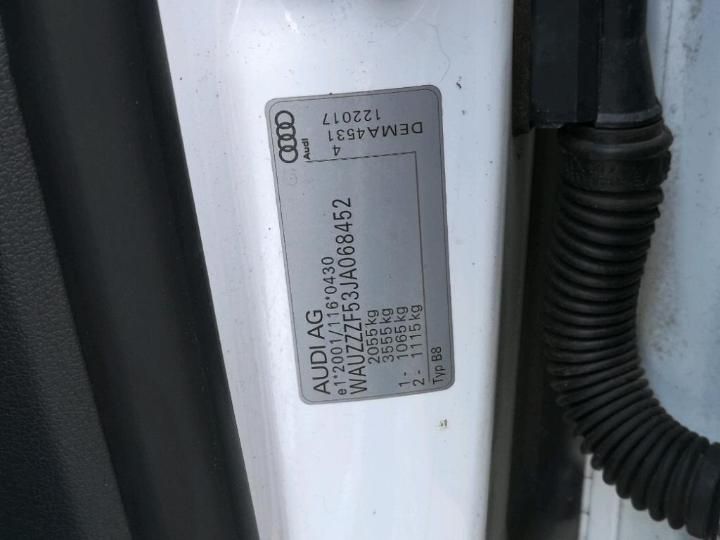 AUDI AG
e1*2001/116*0430
WAUZZZF53JA068452
2055 kg
3555 kg
1 - 1065 kg
2 - 1115 kg
Typ B8
Audi
4
DEMA4531
122017